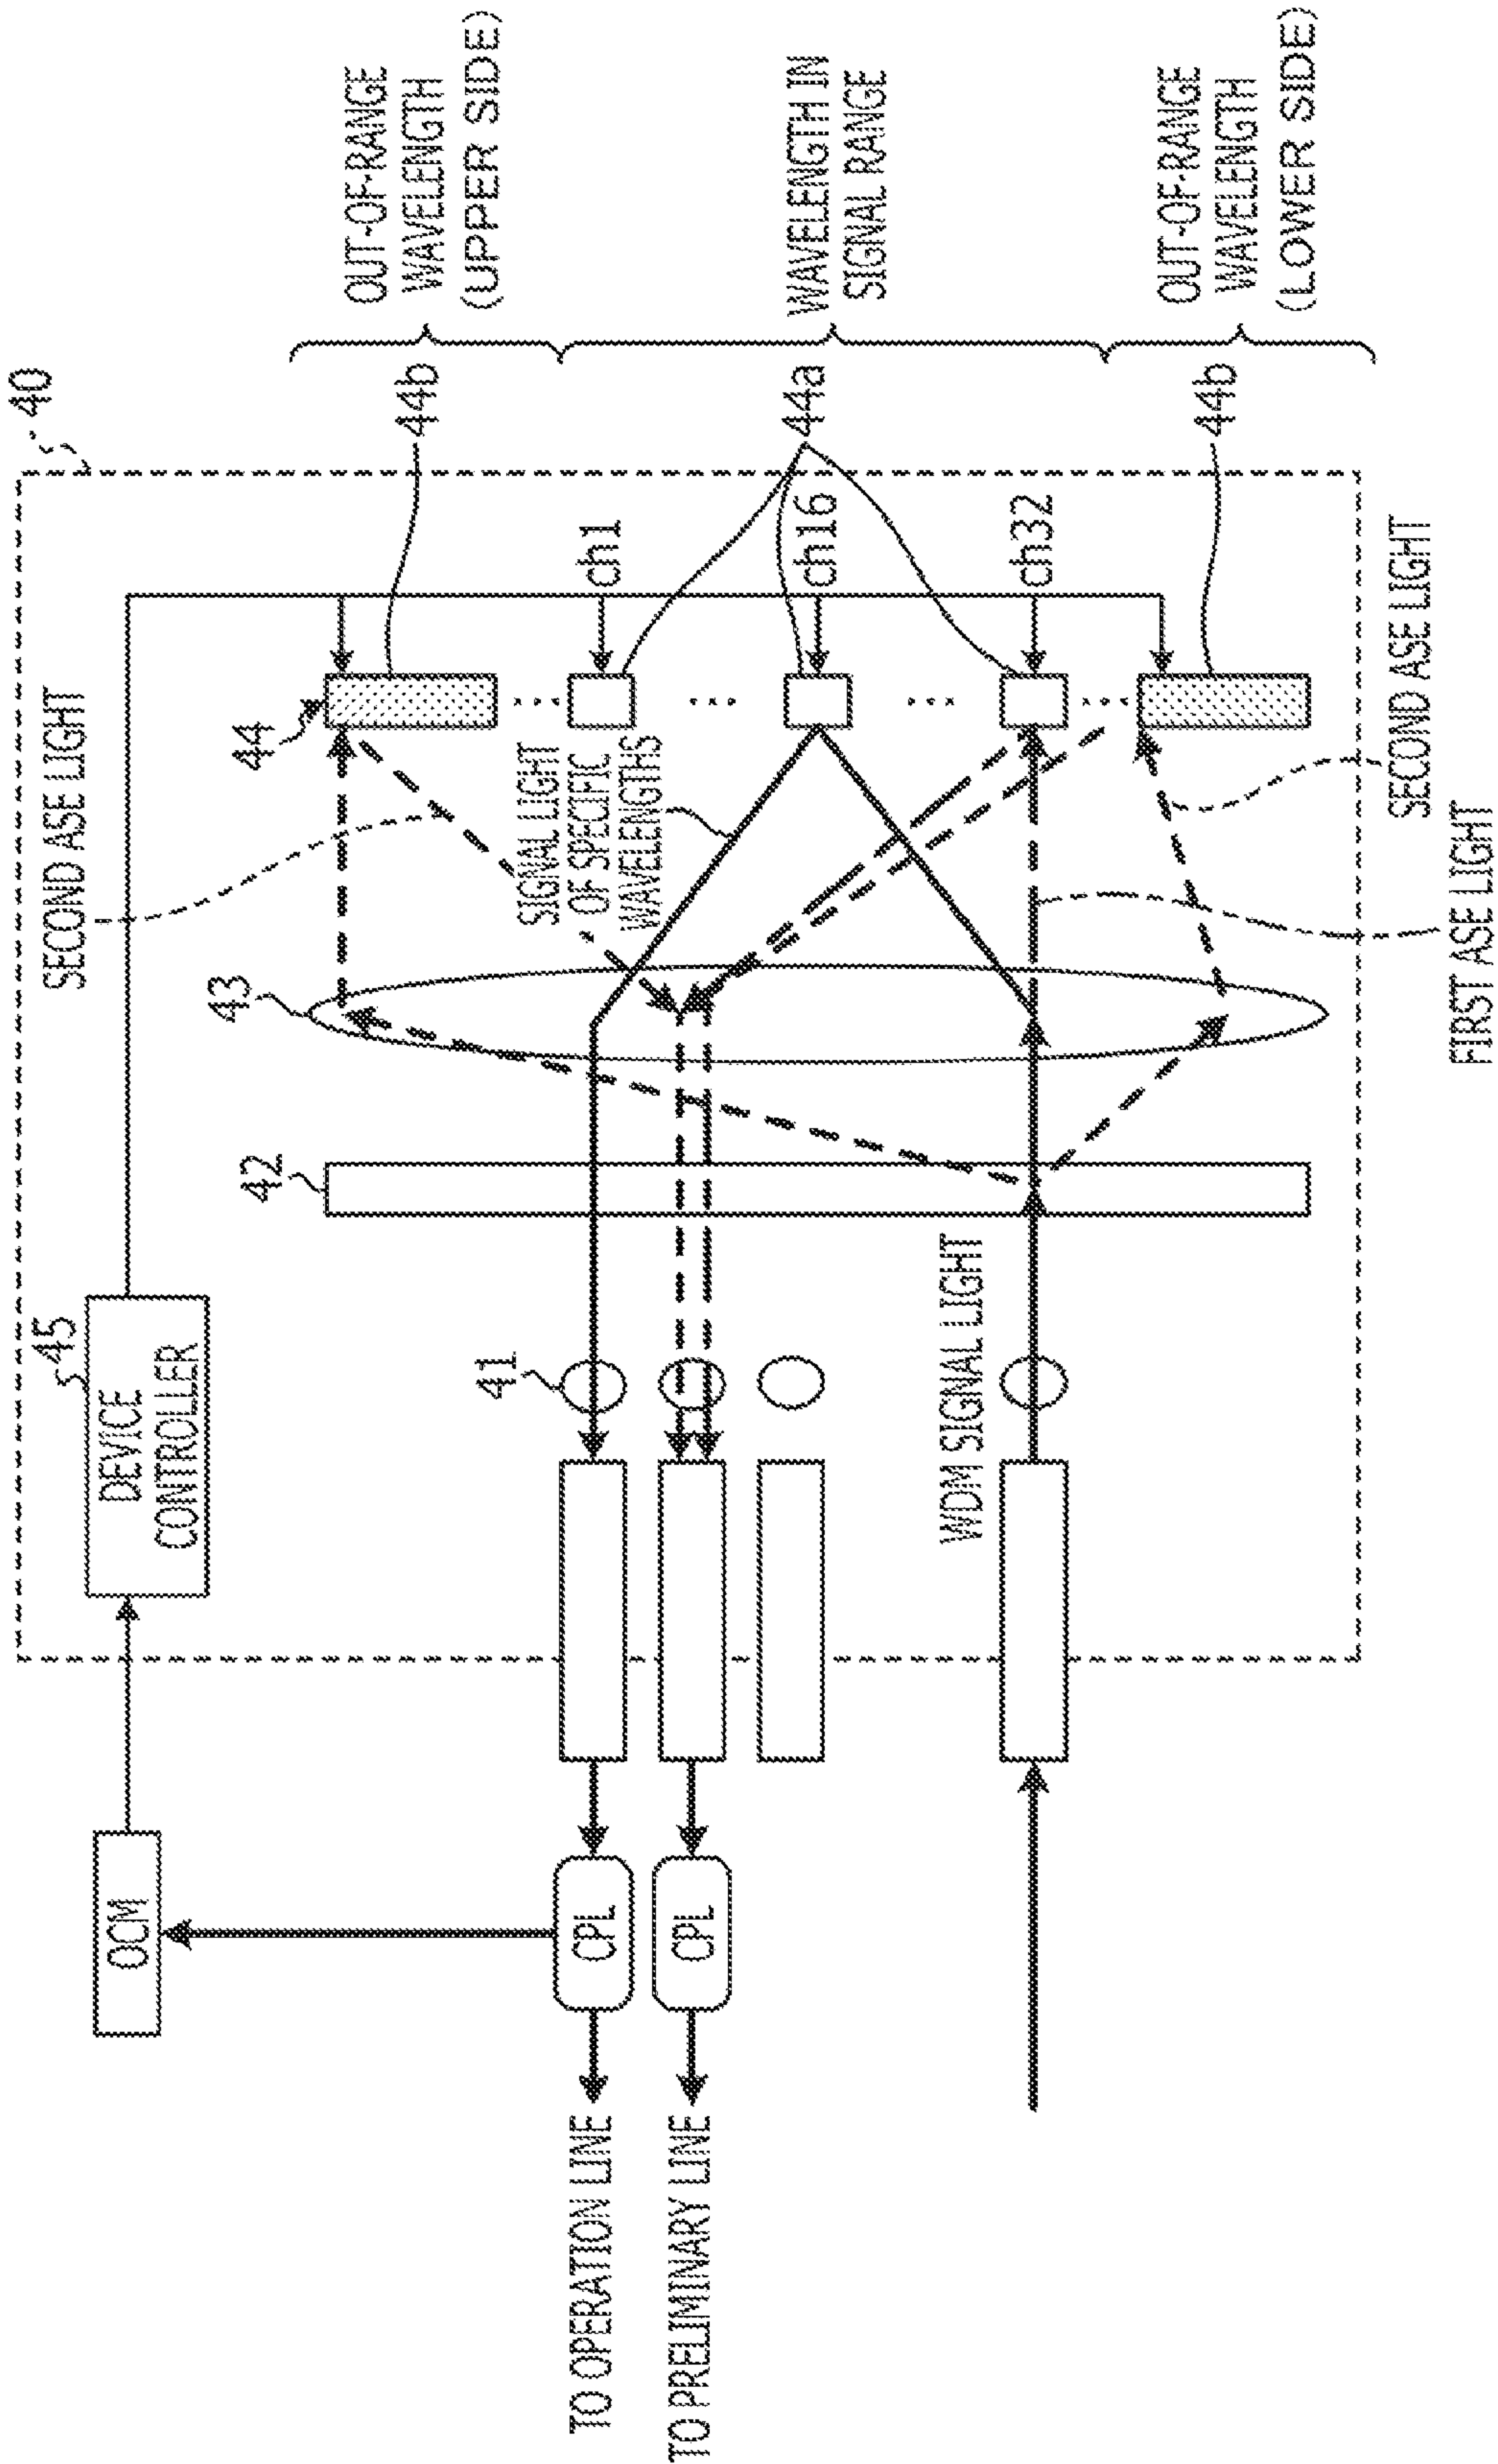 40
OUT-OF-RANGE
WAVELENGTH
(UPPER SIDE)
WAVELENGTH IN
SIGNAL RANGE
OUT-OF-RANGE
WAVELENGTH
(LOWER SIDE)
44b
44a
44b
ch1
ch16
ch32
SECOND ASE LIGHT
44
SIGNAL LIGHT
OF SPECIFIC
WAVELENGTHS
SECOND ASE LIGHT
FIRST ASE LIGHT
43
42
45
DEVICE
CONTROLLER
41
WDM SIGNAL LIGHT
OCM
CPL
CPL
TO OPERATION LINE
TO PRELIMINARY LINE